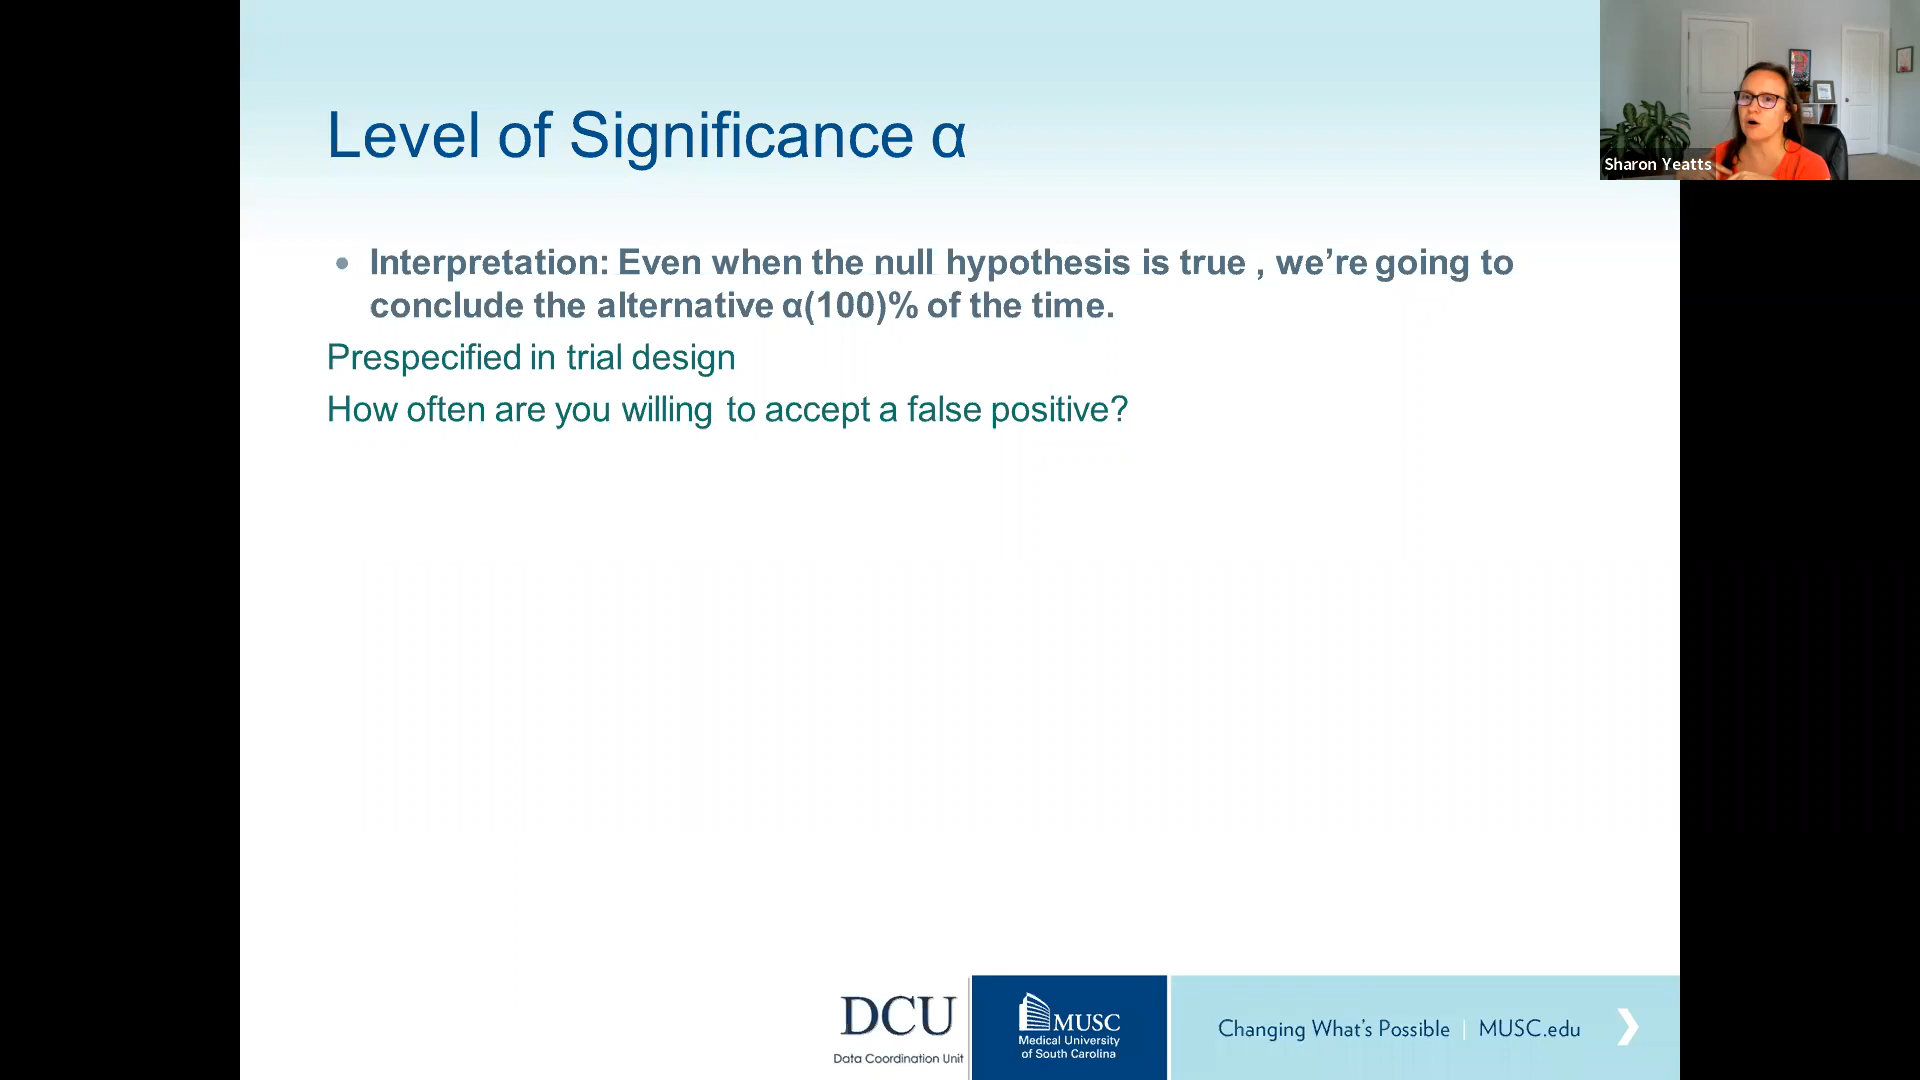 Level of Significance α
Sharon Yeatts
• Interpretation: Even when the null hypothesis is true , we’re going to
conclude the alternative α(100)% of the time.
Prespecified in trial design
How often are you willing to accept a false positive?
DCU
Data Coordination Unit
MUSC
Medical University
of South Carolina
Changing What’s Possible | MUSC.edu